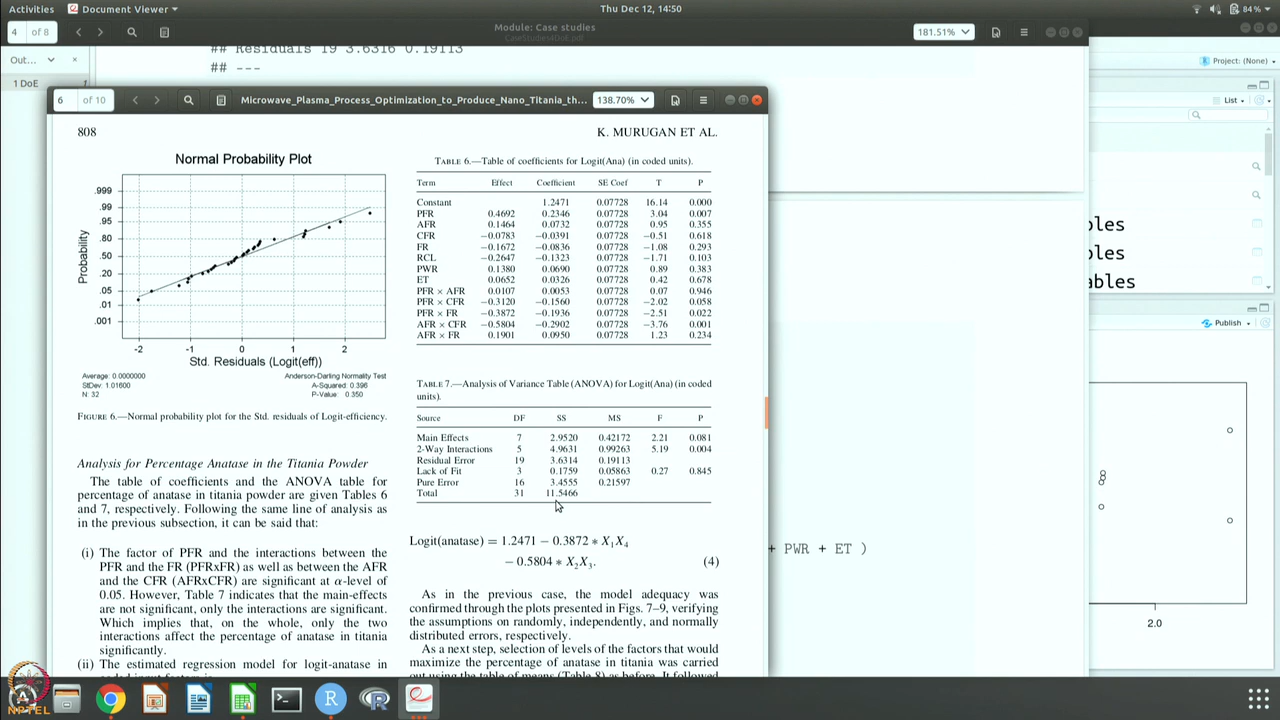 Activities
Document Viewer
Thu Dec 12, 14:50
84 %
4 of 8
Module: Case studies
CaseStudies4DoE.pdf
181.51%
Out...
1 DoE
## Residuals 19 3.6316 0.19113
## ---
Project: (None)
List
Publish
bles
bles
ables
2.0
+ PWR + ET )
6 of 10
Microwave_Plasma_Process_Optimization_to_Produce_Nano_Titania_th...
138.70%
808
K. MURUGAN ET AL.
Normal Probability Plot
Probability
.999
.99
.95
.80
.50
.20
.05
.01
.001
-2 -1 0 1 2
Std. Residuals (Logit(eff))
Average: 0.0000000
StDev: 1.01600
N: 32
Anderson-Darling Normality Test
A-Squared: 0.396
P-Value: 0.350
FIGURE 6.—Normal probability plot for the Std. residuals of Logit-efficiency.
Analysis for Percentage Anatase in the Titania Powder
The table of coefficients and the ANOVA table for
percentage of anatase in titania powder are given Tables 6
and 7, respectively. Following the same line of analysis as
in the previous subsection, it can be said that:
(i) The factor of PFR and the interactions between the
PFR and the FR (PFRxFR) as well as between the AFR
and the CFR (AFRxCFR) are significant at α-level of
0.05. However, Table 7 indicates that the main-effects
are not significant, only the interactions are significant.
Which implies that, on the whole, only the two
interactions affect the percentage of anatase in titania
significantly.
(ii) The estimated regression model for logit-anatase in
TABLE 6.—Table of coefficients for Logit(Ana) (in coded units).
Term Effect Coefficient SE Coef T P
Constant 1.2471 0.07728 16.14 0.000
PFR 0.4692 0.2346 0.07728 3.04 0.007
AFR 0.1464 0.0732 0.07728 0.95 0.355
CFR −0.0783 −0.0391 0.07728 −0.51 0.618
FR −0.1672 −0.0836 0.07728 −1.08 0.293
RCL −0.2647 −0.1323 0.07728 −1.71 0.103
PWR 0.1380 0.0690 0.07728 0.89 0.383
ET 0.0652 0.0326 0.07728 0.42 0.678
PFR × AFR 0.0107 0.0053 0.07728 0.07 0.946
PFR × CFR −0.3120 −0.1560 0.07728 −2.02 0.058
PFR × FR −0.3872 −0.1936 0.07728 −2.51 0.022
AFR × CFR −0.5804 −0.2902 0.07728 −3.76 0.001
AFR × FR 0.1901 0.0950 0.07728 1.23 0.234
TABLE 7.—Analysis of Variance Table (ANOVA) for Logit(Ana) (in coded
units).
Source DF SS MS F P
Main Effects 7 2.9520 0.42172 2.21 0.081
2-Way Interactions 5 4.9631 0.99263 5.19 0.004
Residual Error 19 3.6314 0.19113
Lack of Fit 3 0.1759 0.05863 0.27 0.845
Pure Error 16 3.4555 0.21597
Total 31 11.5466
Logit(anatase) = 1.2471 − 0.3872 * X₁X₄
− 0.5804 * X₂X₃. (4)
As in the previous case, the model adequacy was
confirmed through the plots presented in Figs. 7–9, verifying
the assumptions on randomly, independently, and normally
distributed errors, respectively.
As a next step, selection of levels of the factors that would
maximize the percentage of anatase in titania was carried
out using the table of means (Table 8) as before. It followed
NPTEL